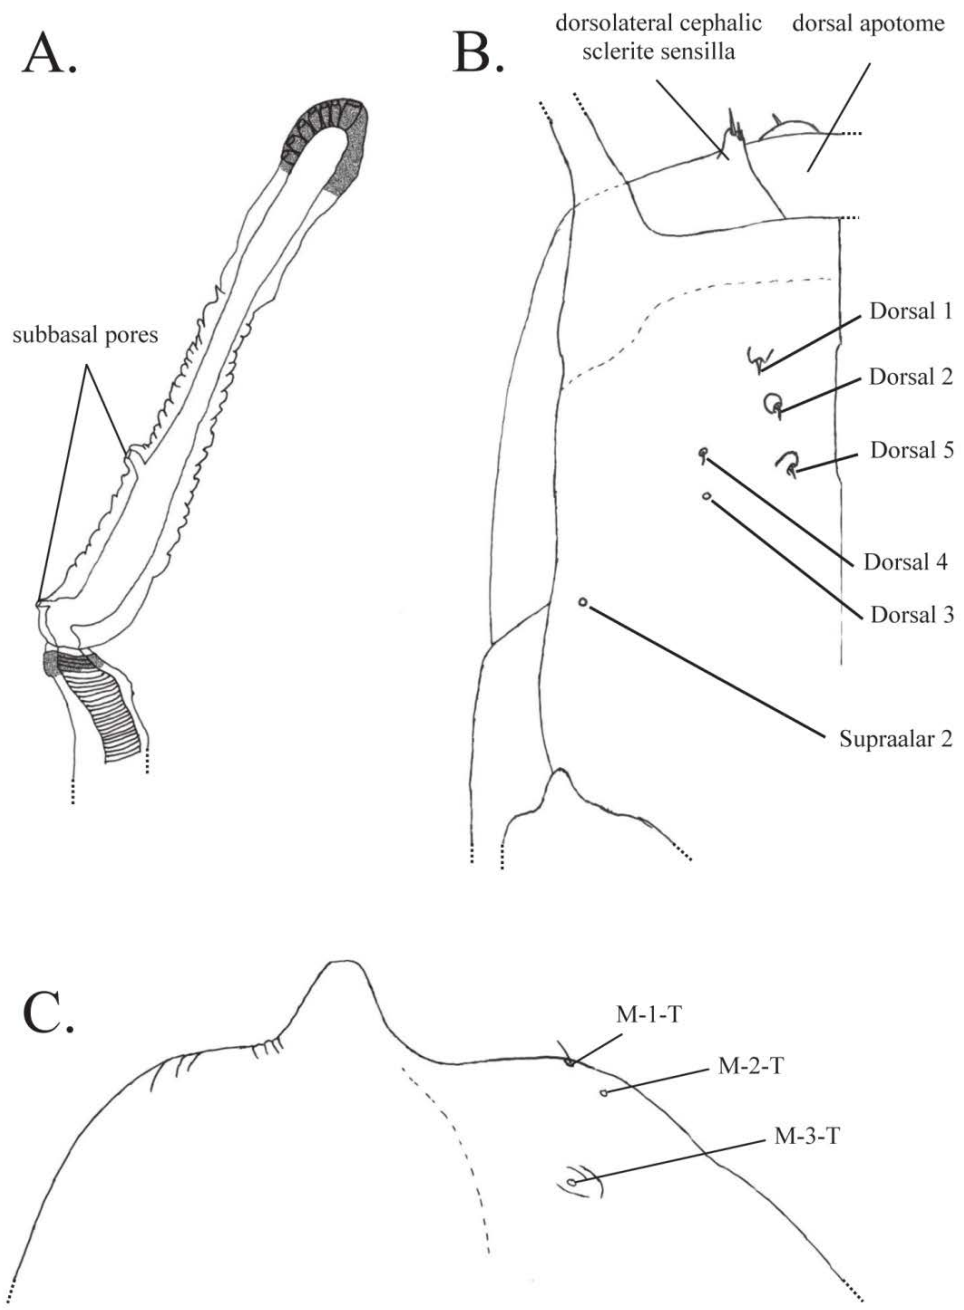 A.
subbasal pores
B.
dorsolateral cephalic
sclerite sensilla
dorsal apotome
Dorsal 1
Dorsal 2
Dorsal 5
Dorsal 4
Dorsal 3
Supraalar 2
C.
M-1-T
M-2-T
M-3-T